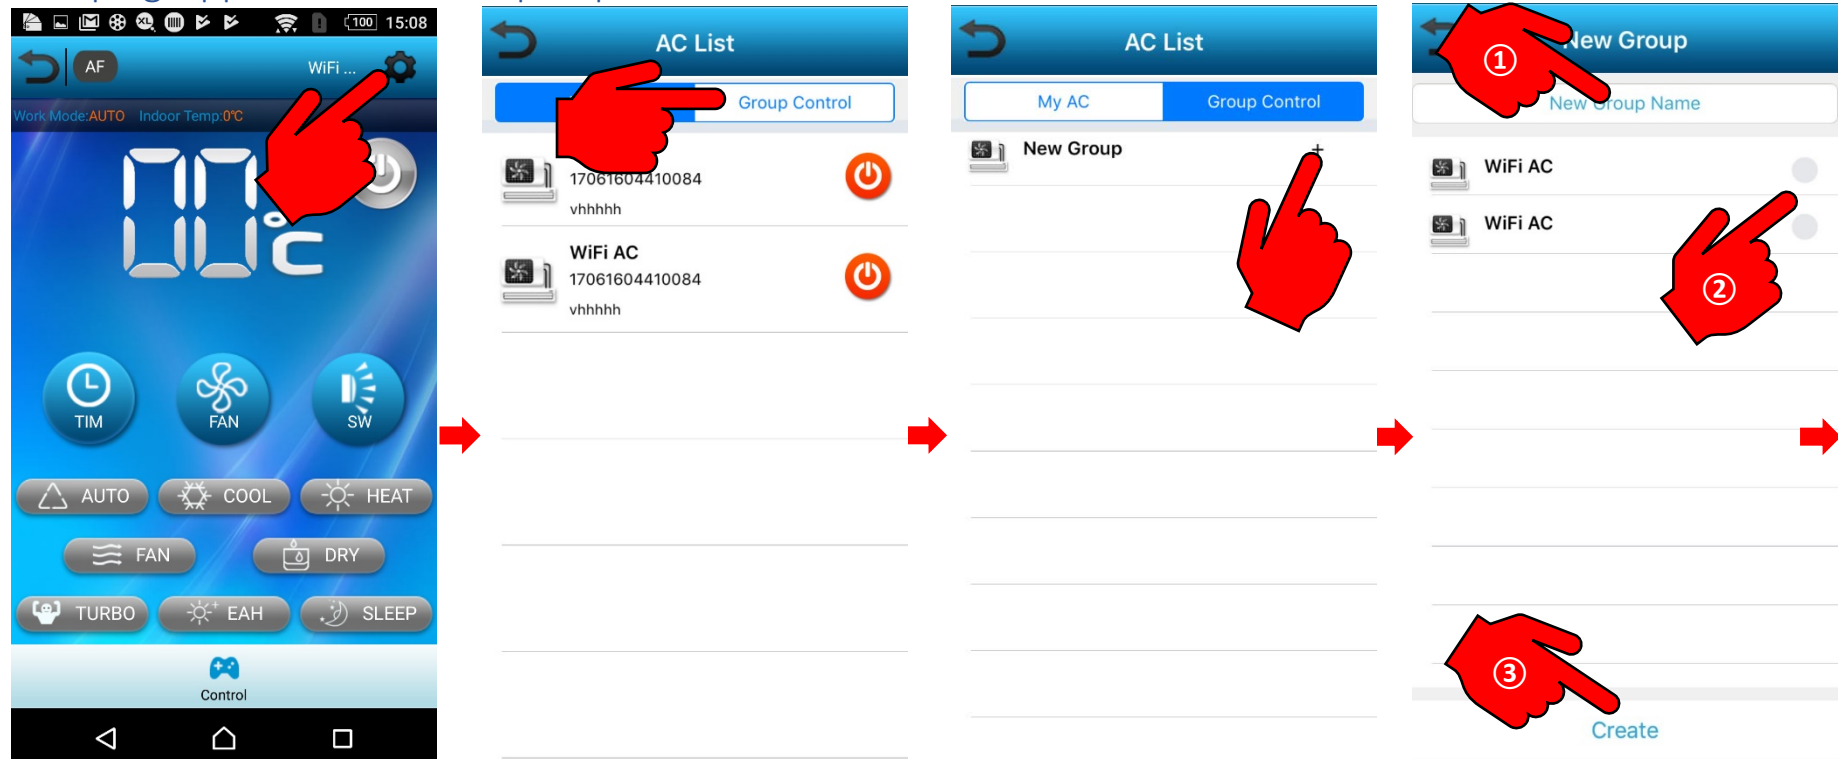 15:08
100
AF
WiFi ...
Work Mode:AUTO Indoor Temp:0℃
00℃
TIM
FAN
SW
AUTO
COOL
HEAT
FAN
DRY
TURBO
EAH
SLEEP
Control
AC List
Group Control
17061604410084
vhhhhh
WiFi AC
17061604410084
vhhhhh
AC List
My AC
Group Control
New Group
+
New Group
①
New Group Name
WiFi AC
WiFi AC
②
③
Create